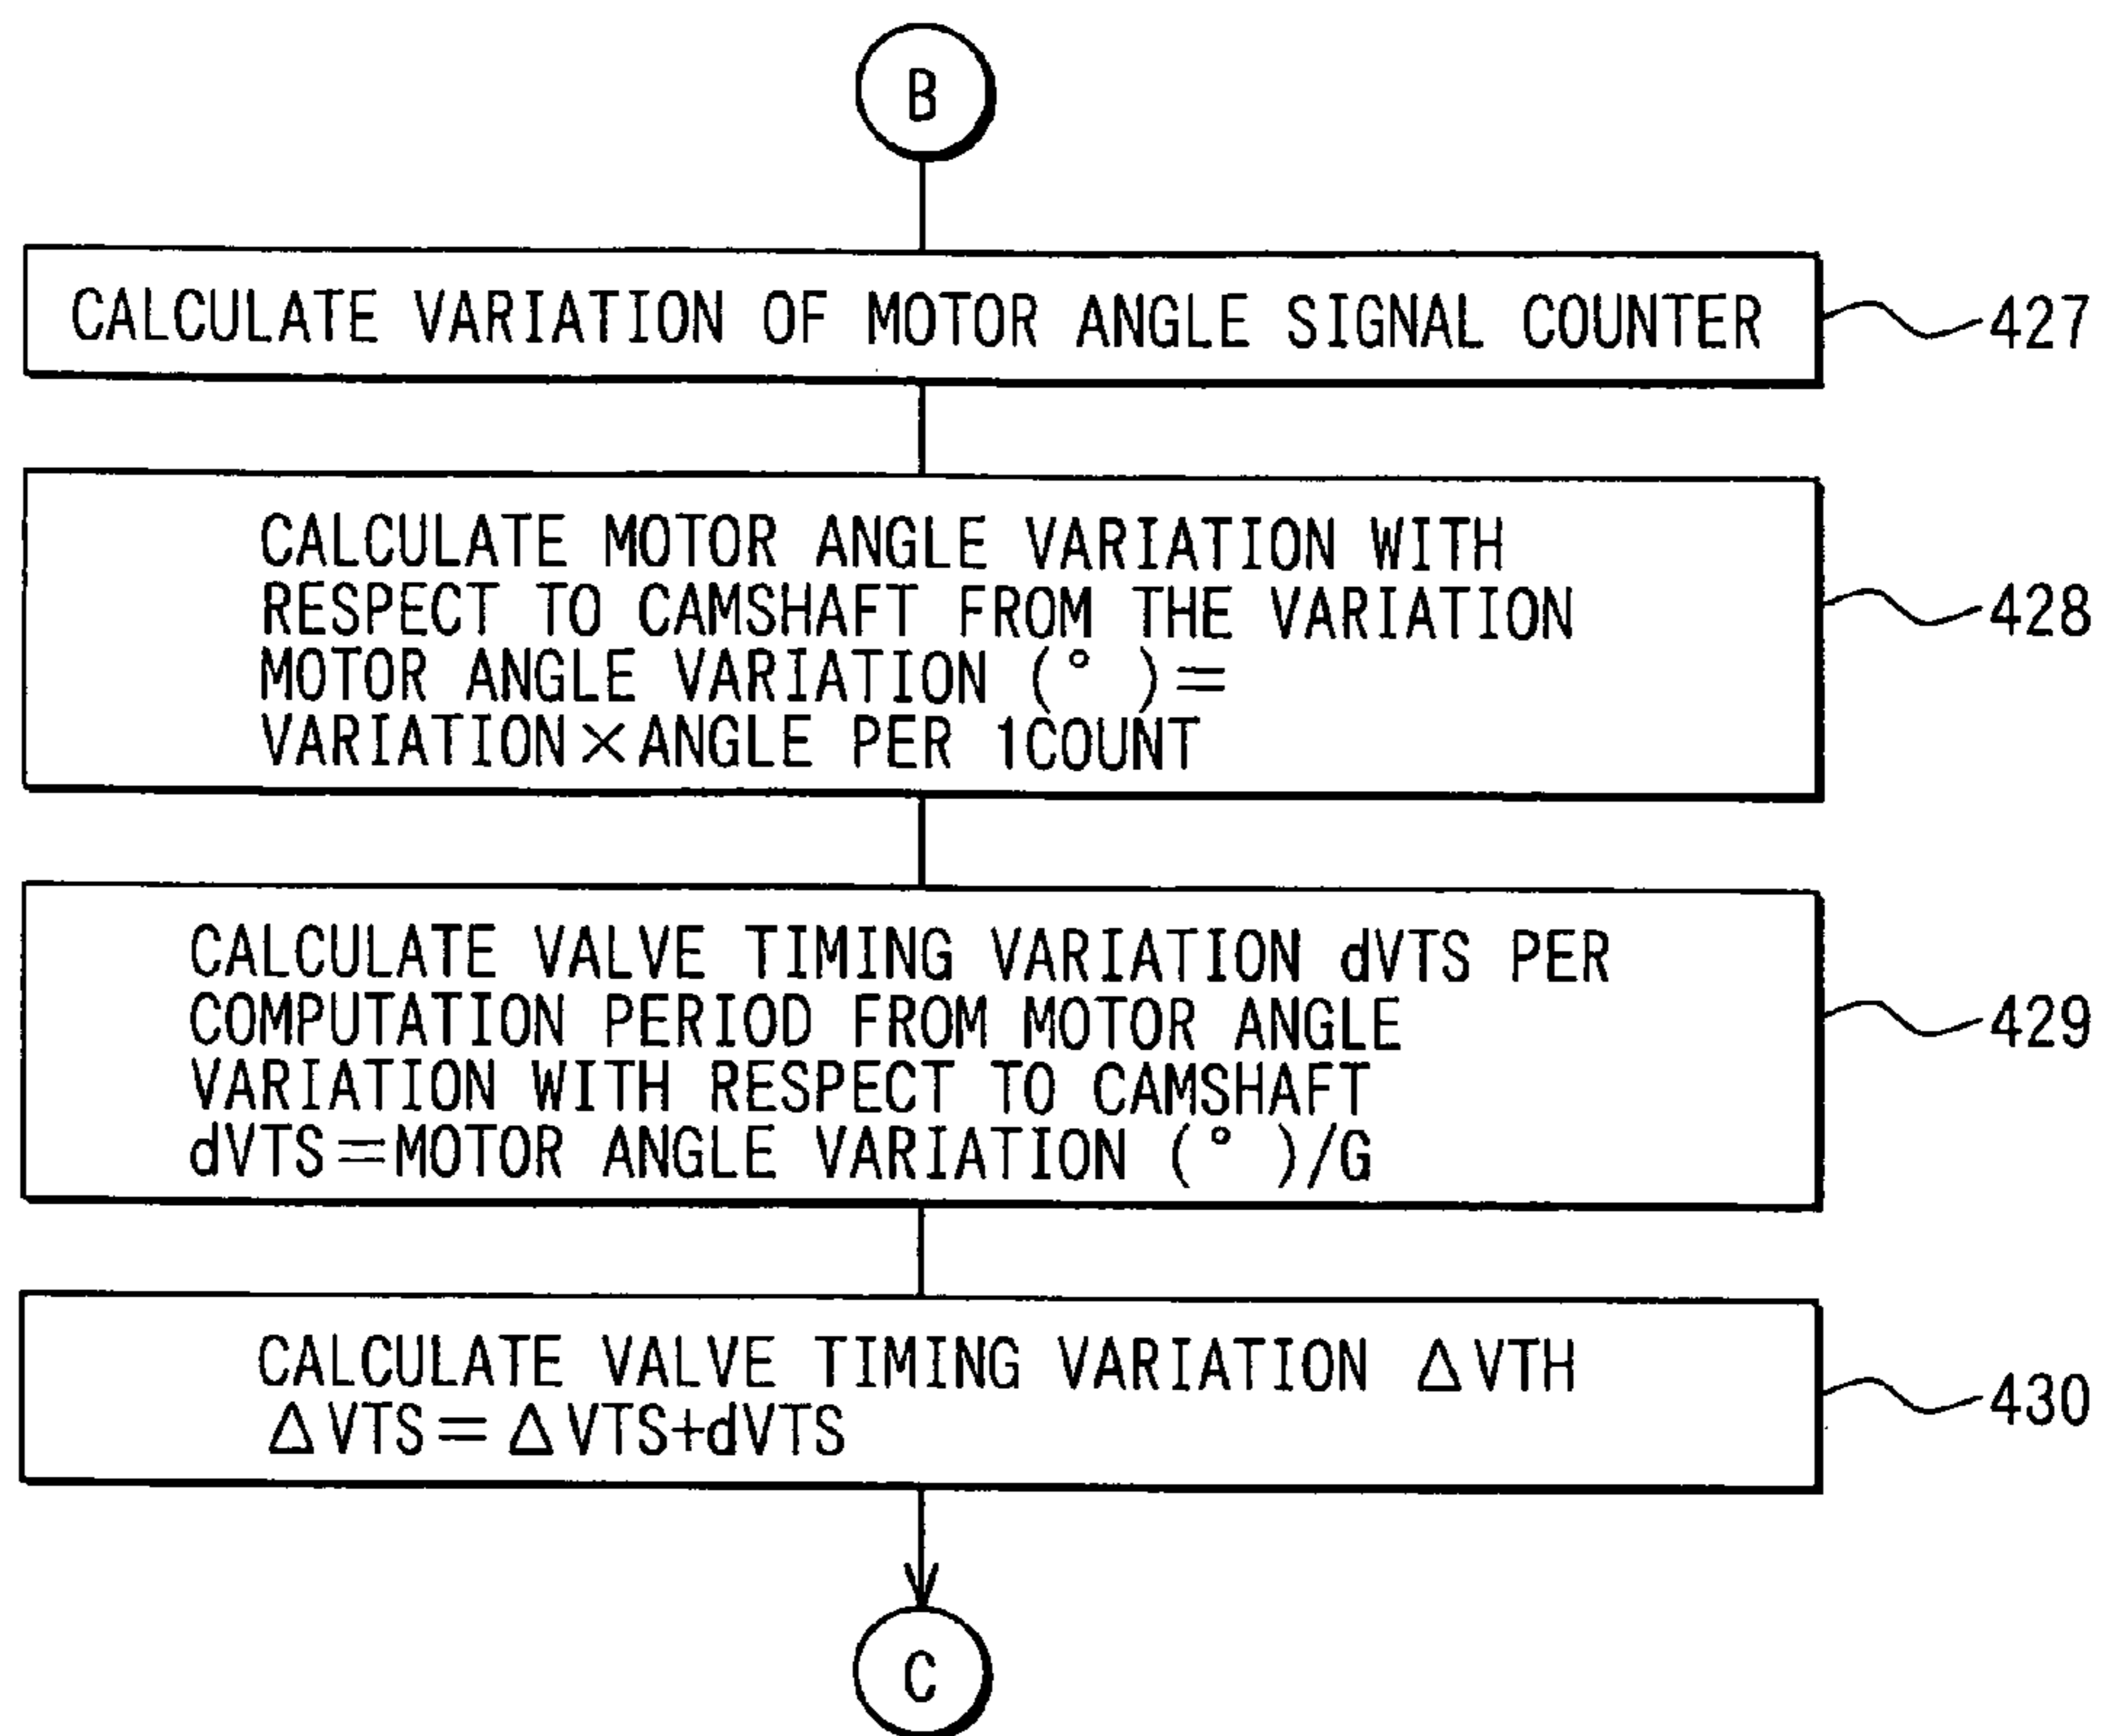 B
CALCULATE VARIATION OF MOTOR ANGLE SIGNAL COUNTER
427
CALCULATE MOTOR ANGLE VARIATION WITH
RESPECT TO CAMSHAFT FROM THE VARIATION
MOTOR ANGLE VARIATION (° )=
VARIATION×ANGLE PER 1COUNT
428
CALCULATE VALVE TIMING VARIATION dVTS PER
COMPUTATION PERIOD FROM MOTOR ANGLE
VARIATION WITH RESPECT TO CAMSHAFT
dVTS=MOTOR ANGLE VARIATION (° )/G
429
CALCULATE VALVE TIMING VARIATION ΔVTH
ΔVTS=ΔVTS+dVTS
430
C